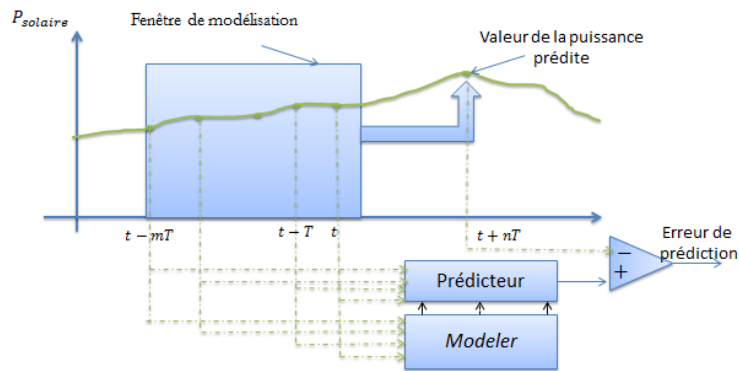 P_solaire
Fenêtre de modélisation
Valeur de la puissance
prédite
t − mT
t − T
t
t + nT
Erreur de
prédiction
−
+
Prédicteur
Modeler